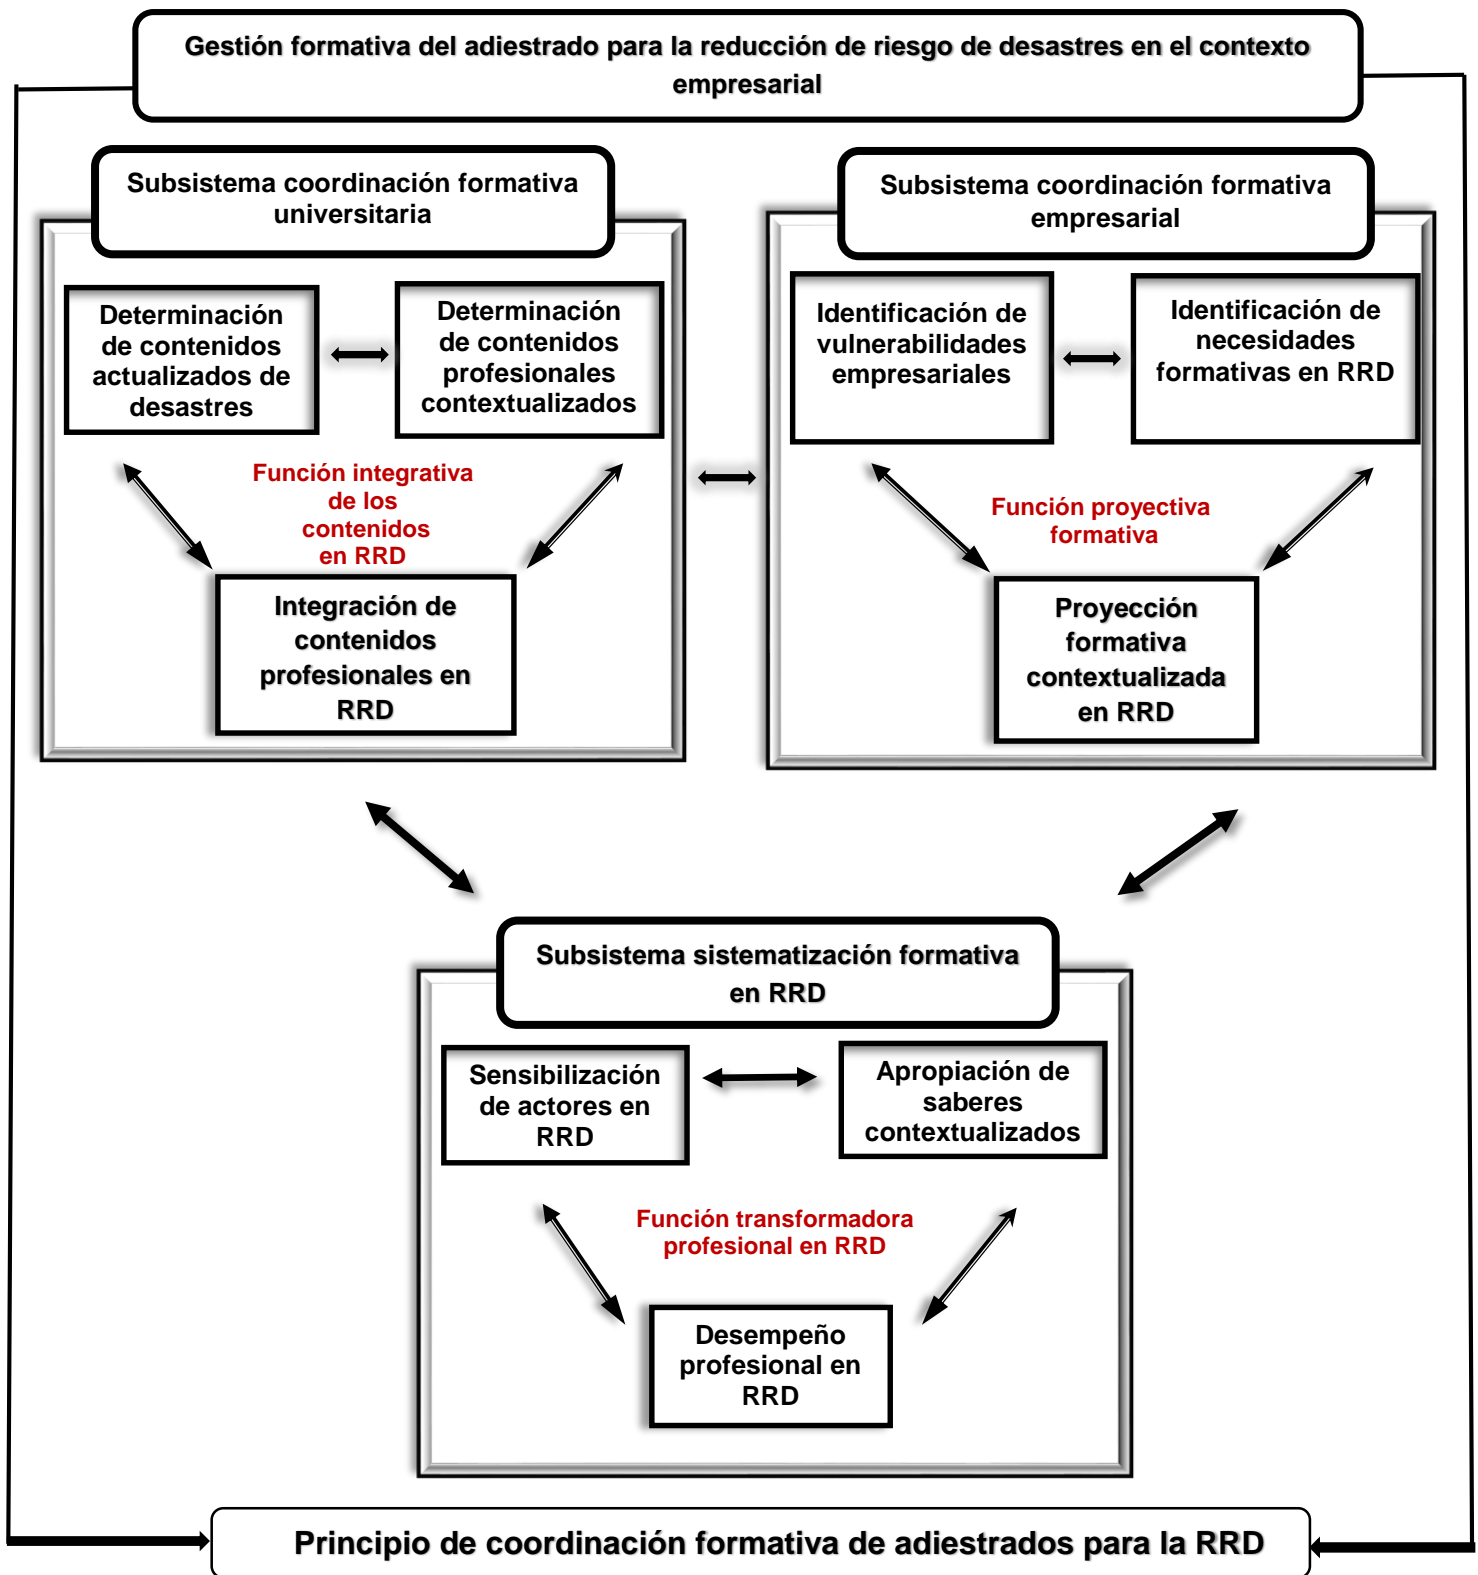 Gestión formativa del adiestrado para la reducción de riesgo de desastres en el contexto
empresarial
Subsistema coordinación formativa
universitaria
Determinación
de contenidos
actualizados de
desastres
Determinación
de contenidos
profesionales
contextualizados
Función integrativa
de los
contenidos
en RRD
Integración de
contenidos
profesionales en
RRD
Subsistema coordinación formativa
empresarial
Identificación de
vulnerabilidades
empresariales
Identificación de
necesidades
formativas en RRD
Función proyectiva
formativa
Proyección
formativa
contextualizada
en RRD
Subsistema sistematización formativa
en RRD
Sensibilización
de actores en
RRD
Apropiación de
saberes
contextualizados
Función transformadora
profesional en RRD
Desempeño
profesional en
RRD
Principio de coordinación formativa de adiestrados para la RRD